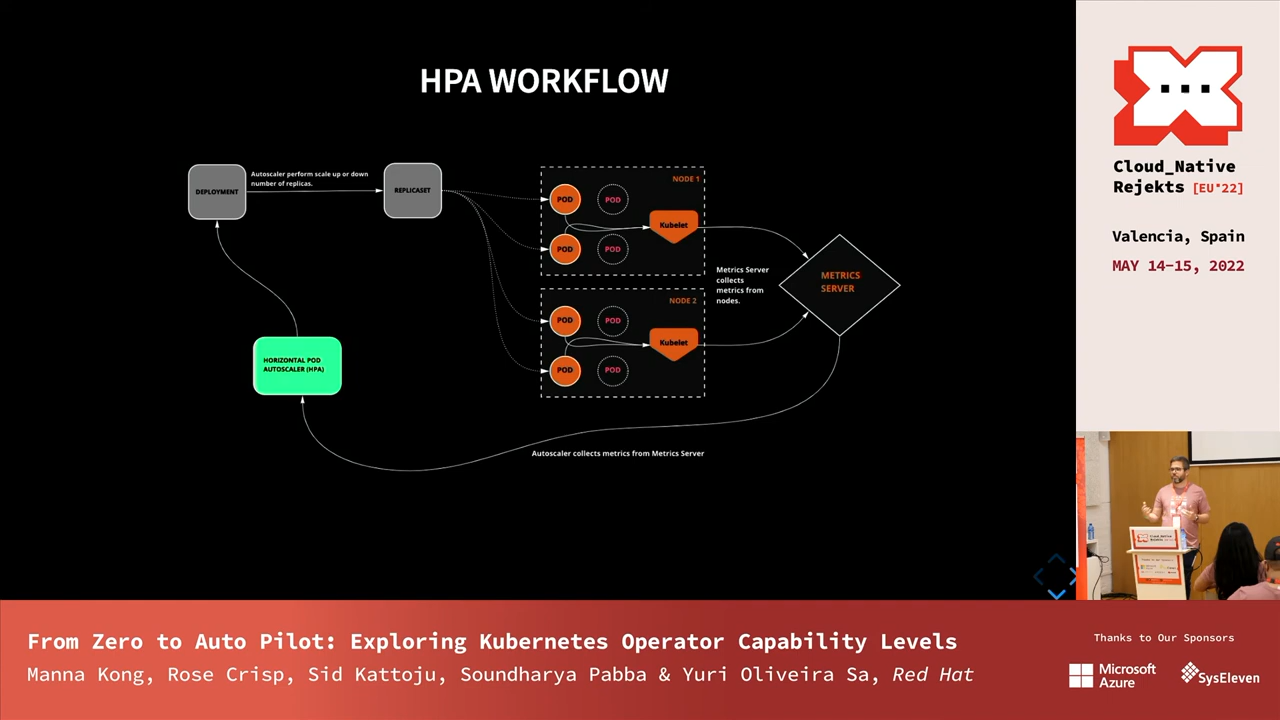 HPA WORKFLOW
DEPLOYMENT
Autoscaler perform scale up or down
number of replicas.
REPLICASET
NODE 1
POD
POD
POD
POD
Kubelet
NODE 2
POD
POD
POD
POD
Kubelet
Metrics Server
collects
metrics from
nodes.
METRICS
SERVER
HORIZONTAL POD
AUTOSCALER (HPA)
Autoscaler collects metrics from Metrics Server
Cloud_Native
Rejekts [EU*22]
Valencia, Spain
MAY 14-15, 2022
From Zero to Auto Pilot: Exploring Kubernetes Operator Capability Levels
Manna Kong, Rose Crisp, Sid Kattoju, Soundharya Pabba & Yuri Oliveira Sa, Red Hat
Thanks to Our Sponsors
Microsoft
Azure
SysEleven